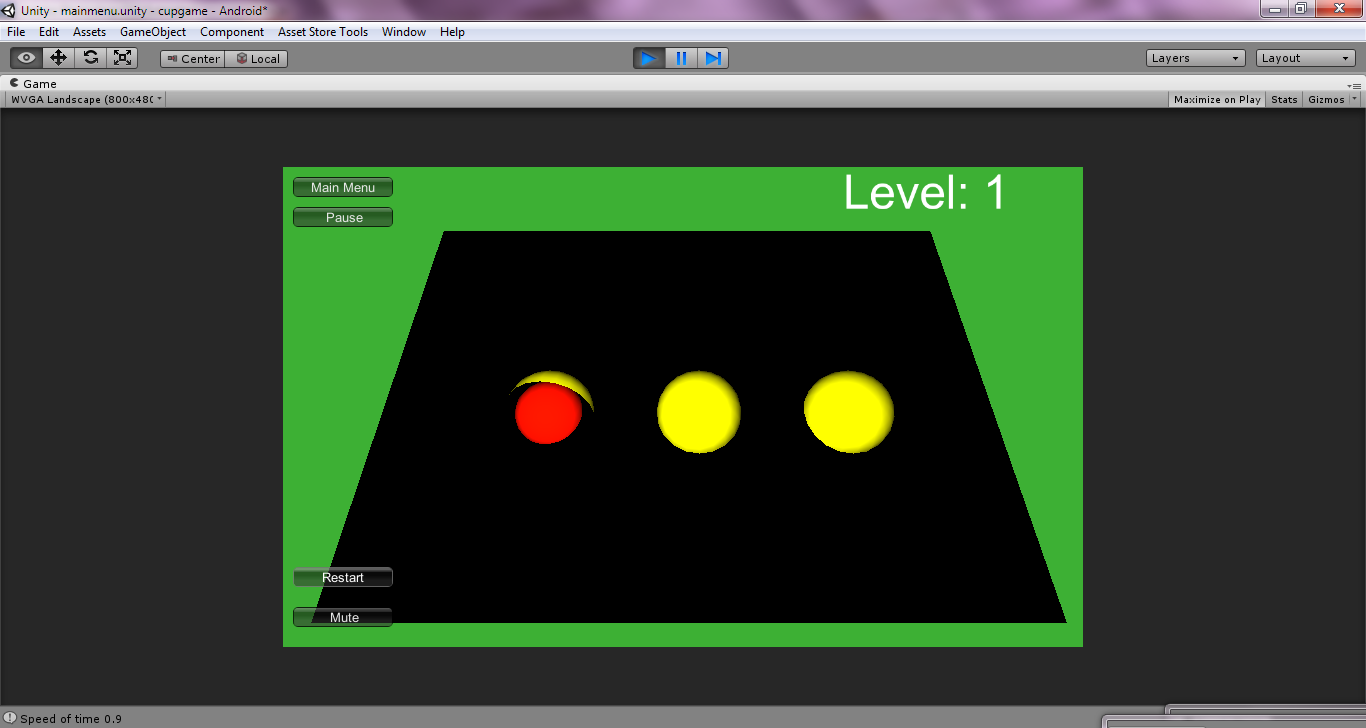 Unity - mainmenu.unity - cupgame - Android*
File Edit Assets GameObject Component Asset Store Tools Window Help
Center Local Layers Layout
Game
WVGA Landscape (800x48( Maximize on Play Stats Gizmos
Main Menu
Level: 1
Pause
Restart
Mute
Speed of time 0.9